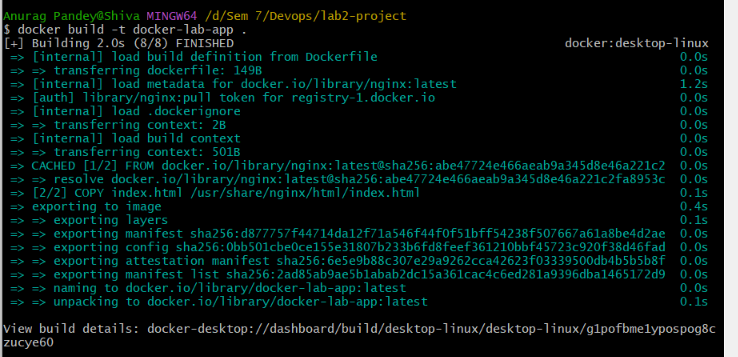 Anurag Pandey@Shiva MINGW64 /d/Sem 7/Devops/lab2-project
$ docker build -t docker-lab-app .
[+] Building 2.0s (8/8) FINISHED docker:desktop-linux
=> [internal] load build definition from Dockerfile 0.0s
=> => transferring dockerfile: 149B 0.0s
=> [internal] load metadata for docker.io/library/nginx:latest 1.2s
=> [auth] library/nginx:pull token for registry-1.docker.io 0.0s
=> [internal] load .dockerignore 0.0s
=> => transferring context: 2B 0.0s
=> [internal] load build context 0.0s
=> => transferring context: 501B 0.0s
=> CACHED [1/2] FROM docker.io/library/nginx:latest@sha256:abe47724e466aeab9a345d8e46a221c2 0.0s
=> => resolve docker.io/library/nginx:latest@sha256:abe47724e466aeab9a345d8e46a221c2fa8953c 0.0s
=> [2/2] COPY index.html /usr/share/nginx/html/index.html 0.1s
=> exporting to image 0.4s
=> => exporting layers 0.1s
=> => exporting manifest sha256:d877757f44714da12f71a546f44f0f51bff54238f507667a61a8be4d2ae 0.0s
=> => exporting config sha256:0bb501cbe0ce155e31807b233b6fd8feef361210bbf45723c920f38d46fad 0.0s
=> => exporting attestation manifest sha256:6e5e9b88c307e29a9262cca42623f03339500db4b5b5b8f 0.0s
=> => exporting manifest list sha256:2ad85ab9ae5b1abab2dc15a361cac4c6ed281a9396dba1465172d9 0.0s
=> => naming to docker.io/library/docker-lab-app:latest 0.0s
=> => unpacking to docker.io/library/docker-lab-app:latest 0.1s
View build details: docker-desktop://dashboard/build/desktop-linux/desktop-linux/g1pofbme1ypospog8c
zucye60